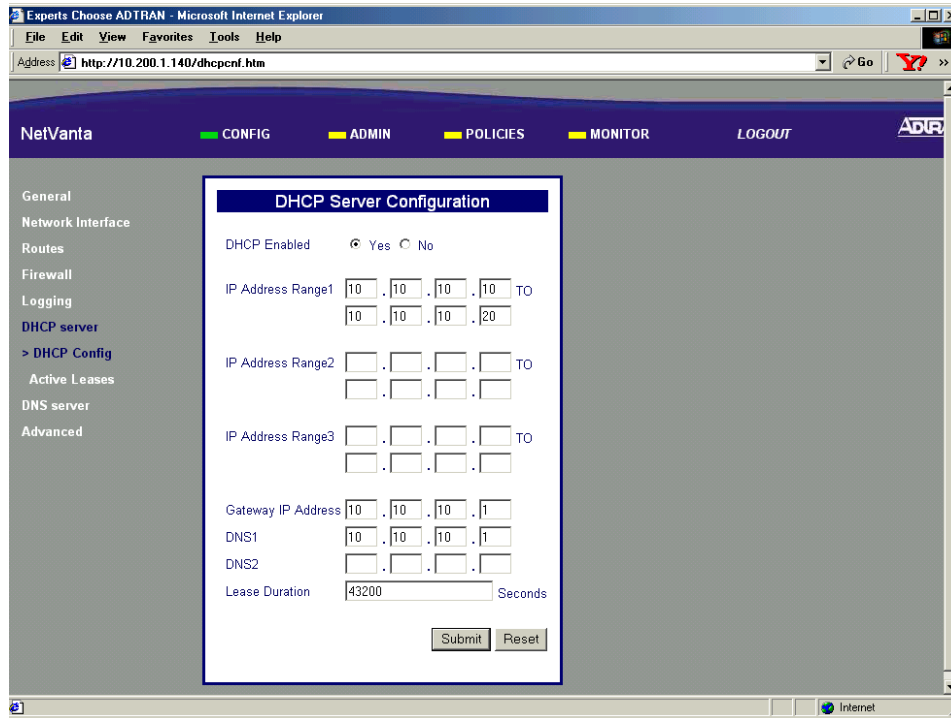 Experts Choose ADTRAN - Microsoft Internet Explorer
File Edit View Favorites Tools Help
Address http://10.200.1.140/dhcpcnf.htm Go Y! »
NetVanta CONFIG ADMIN POLICIES MONITOR LOGOUT
General
Network Interface
Routes
Firewall
Logging
DHCP server
> DHCP Config
Active Leases
DNS server
Advanced
DHCP Server Configuration
DHCP Enabled Yes No
IP Address Range1 10 . 10 . 10 . 10 TO
10 . 10 . 10 . 20
IP Address Range2 . . . TO
. . .
IP Address Range3 . . . TO
. . .
Gateway IP Address 10 . 10 . 10 . 1
DNS1 10 . 10 . 10 . 1
DNS2 . . .
Lease Duration 43200 Seconds
Submit Reset
Internet